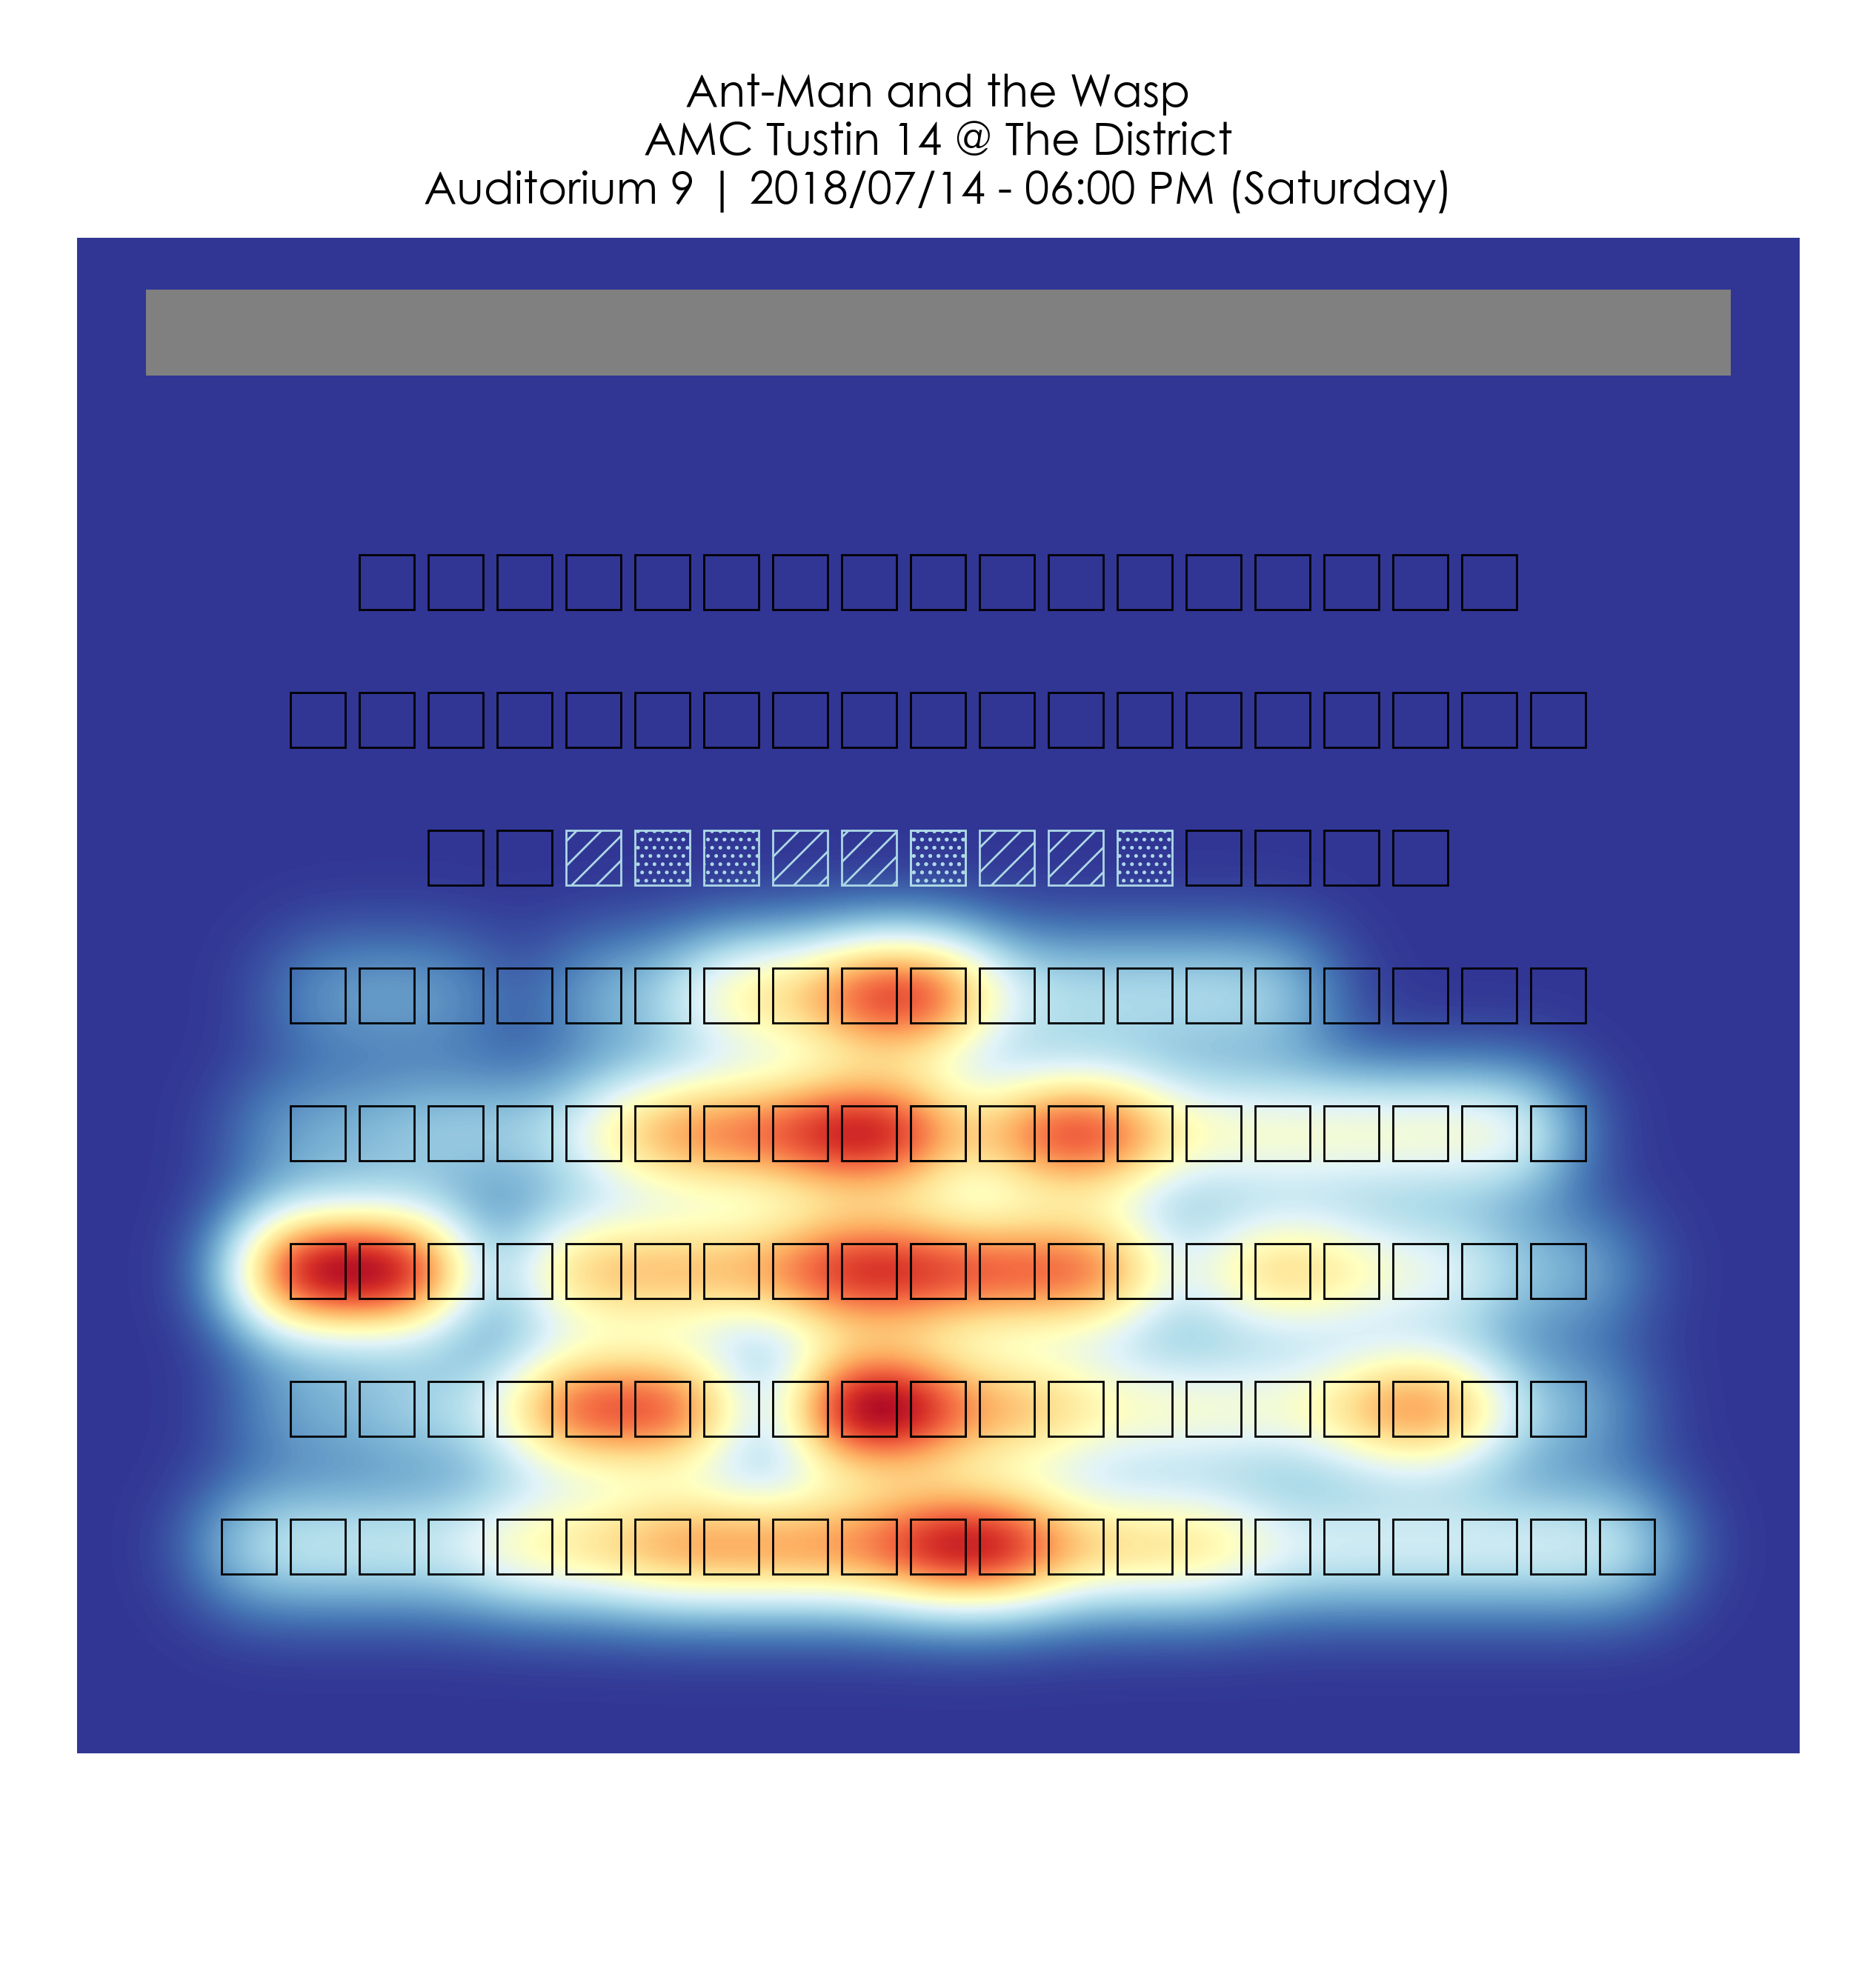 Ant-Man and the Wasp
AMC Tustin 14 @ The District
Auditorium 9 | 2018/07/14 - 06:00 PM (Saturday)